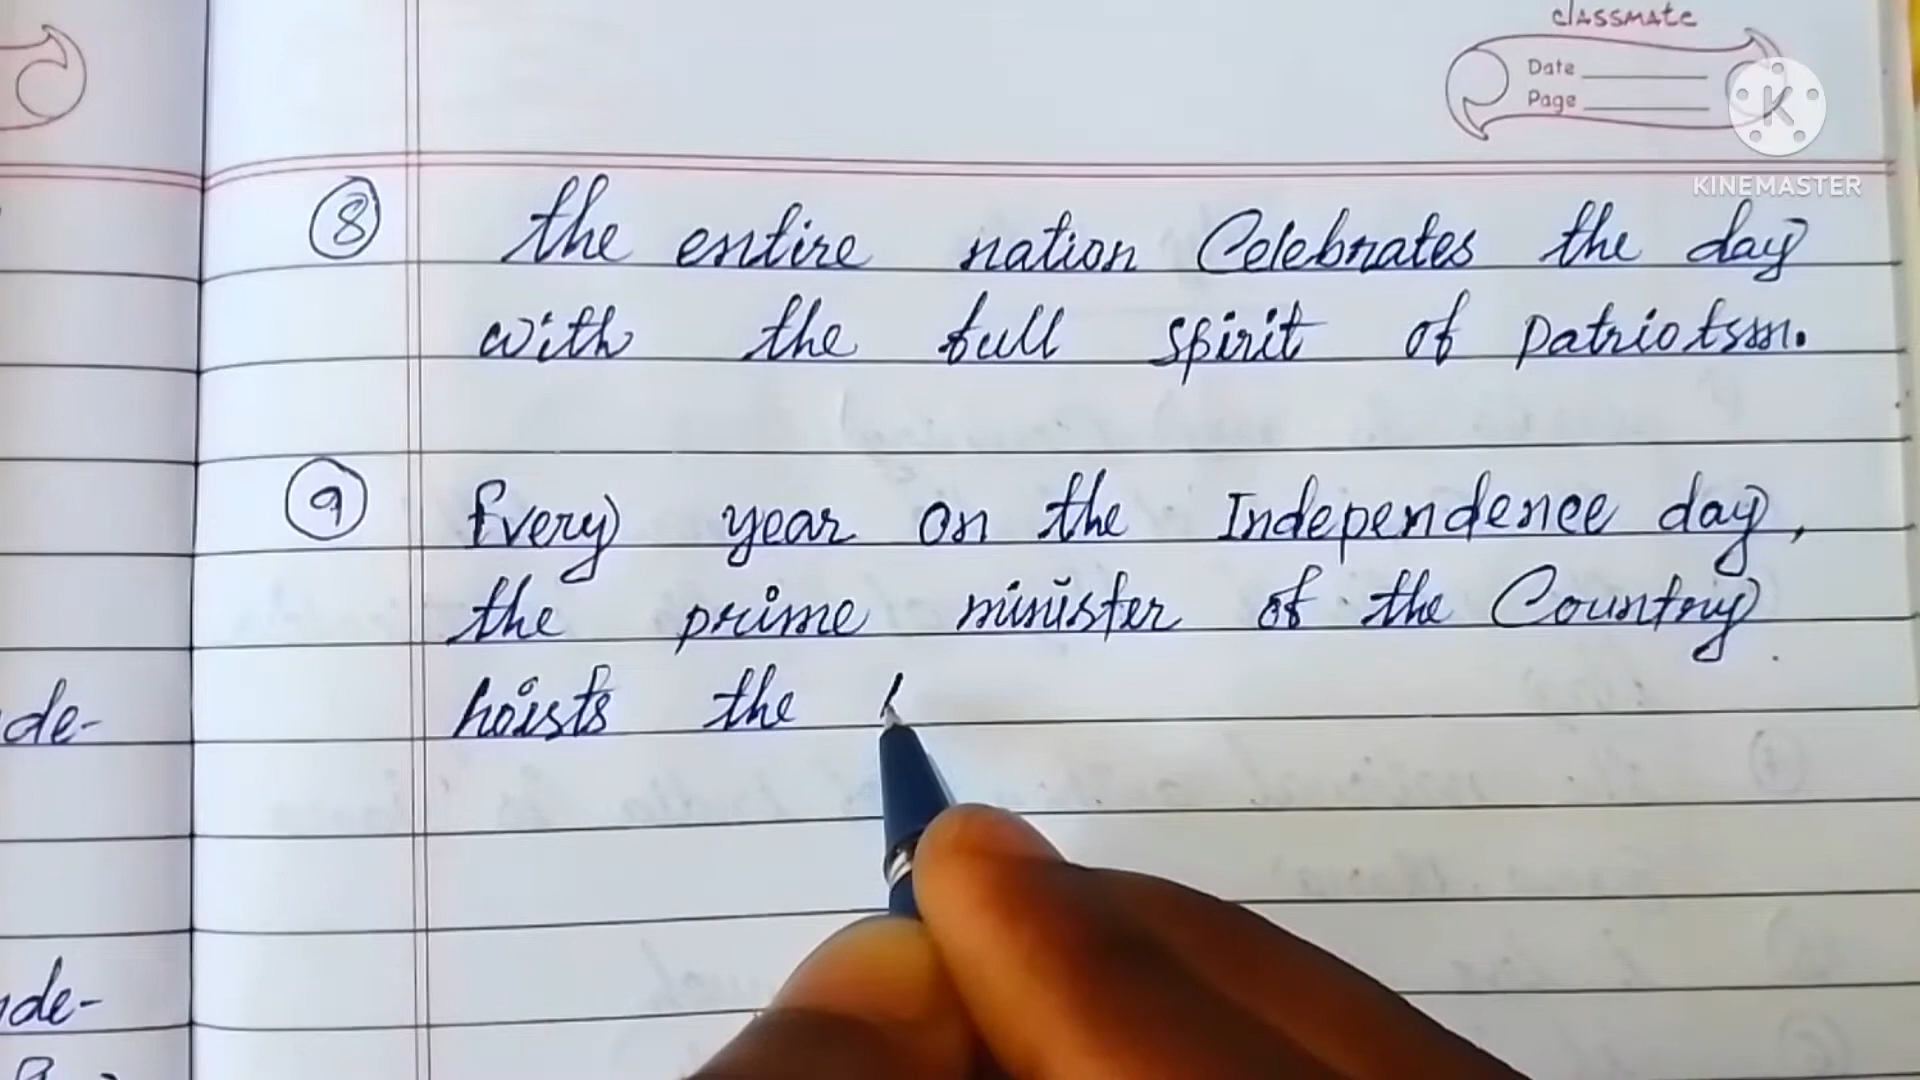 classmate
Date
Page
KINEMASTER
8 the entire nation Celebrates the day
with the full spirit of patriotsm.
9 Every year on the Independence day,
the prime minister of the Country
hoists the
de-
de-